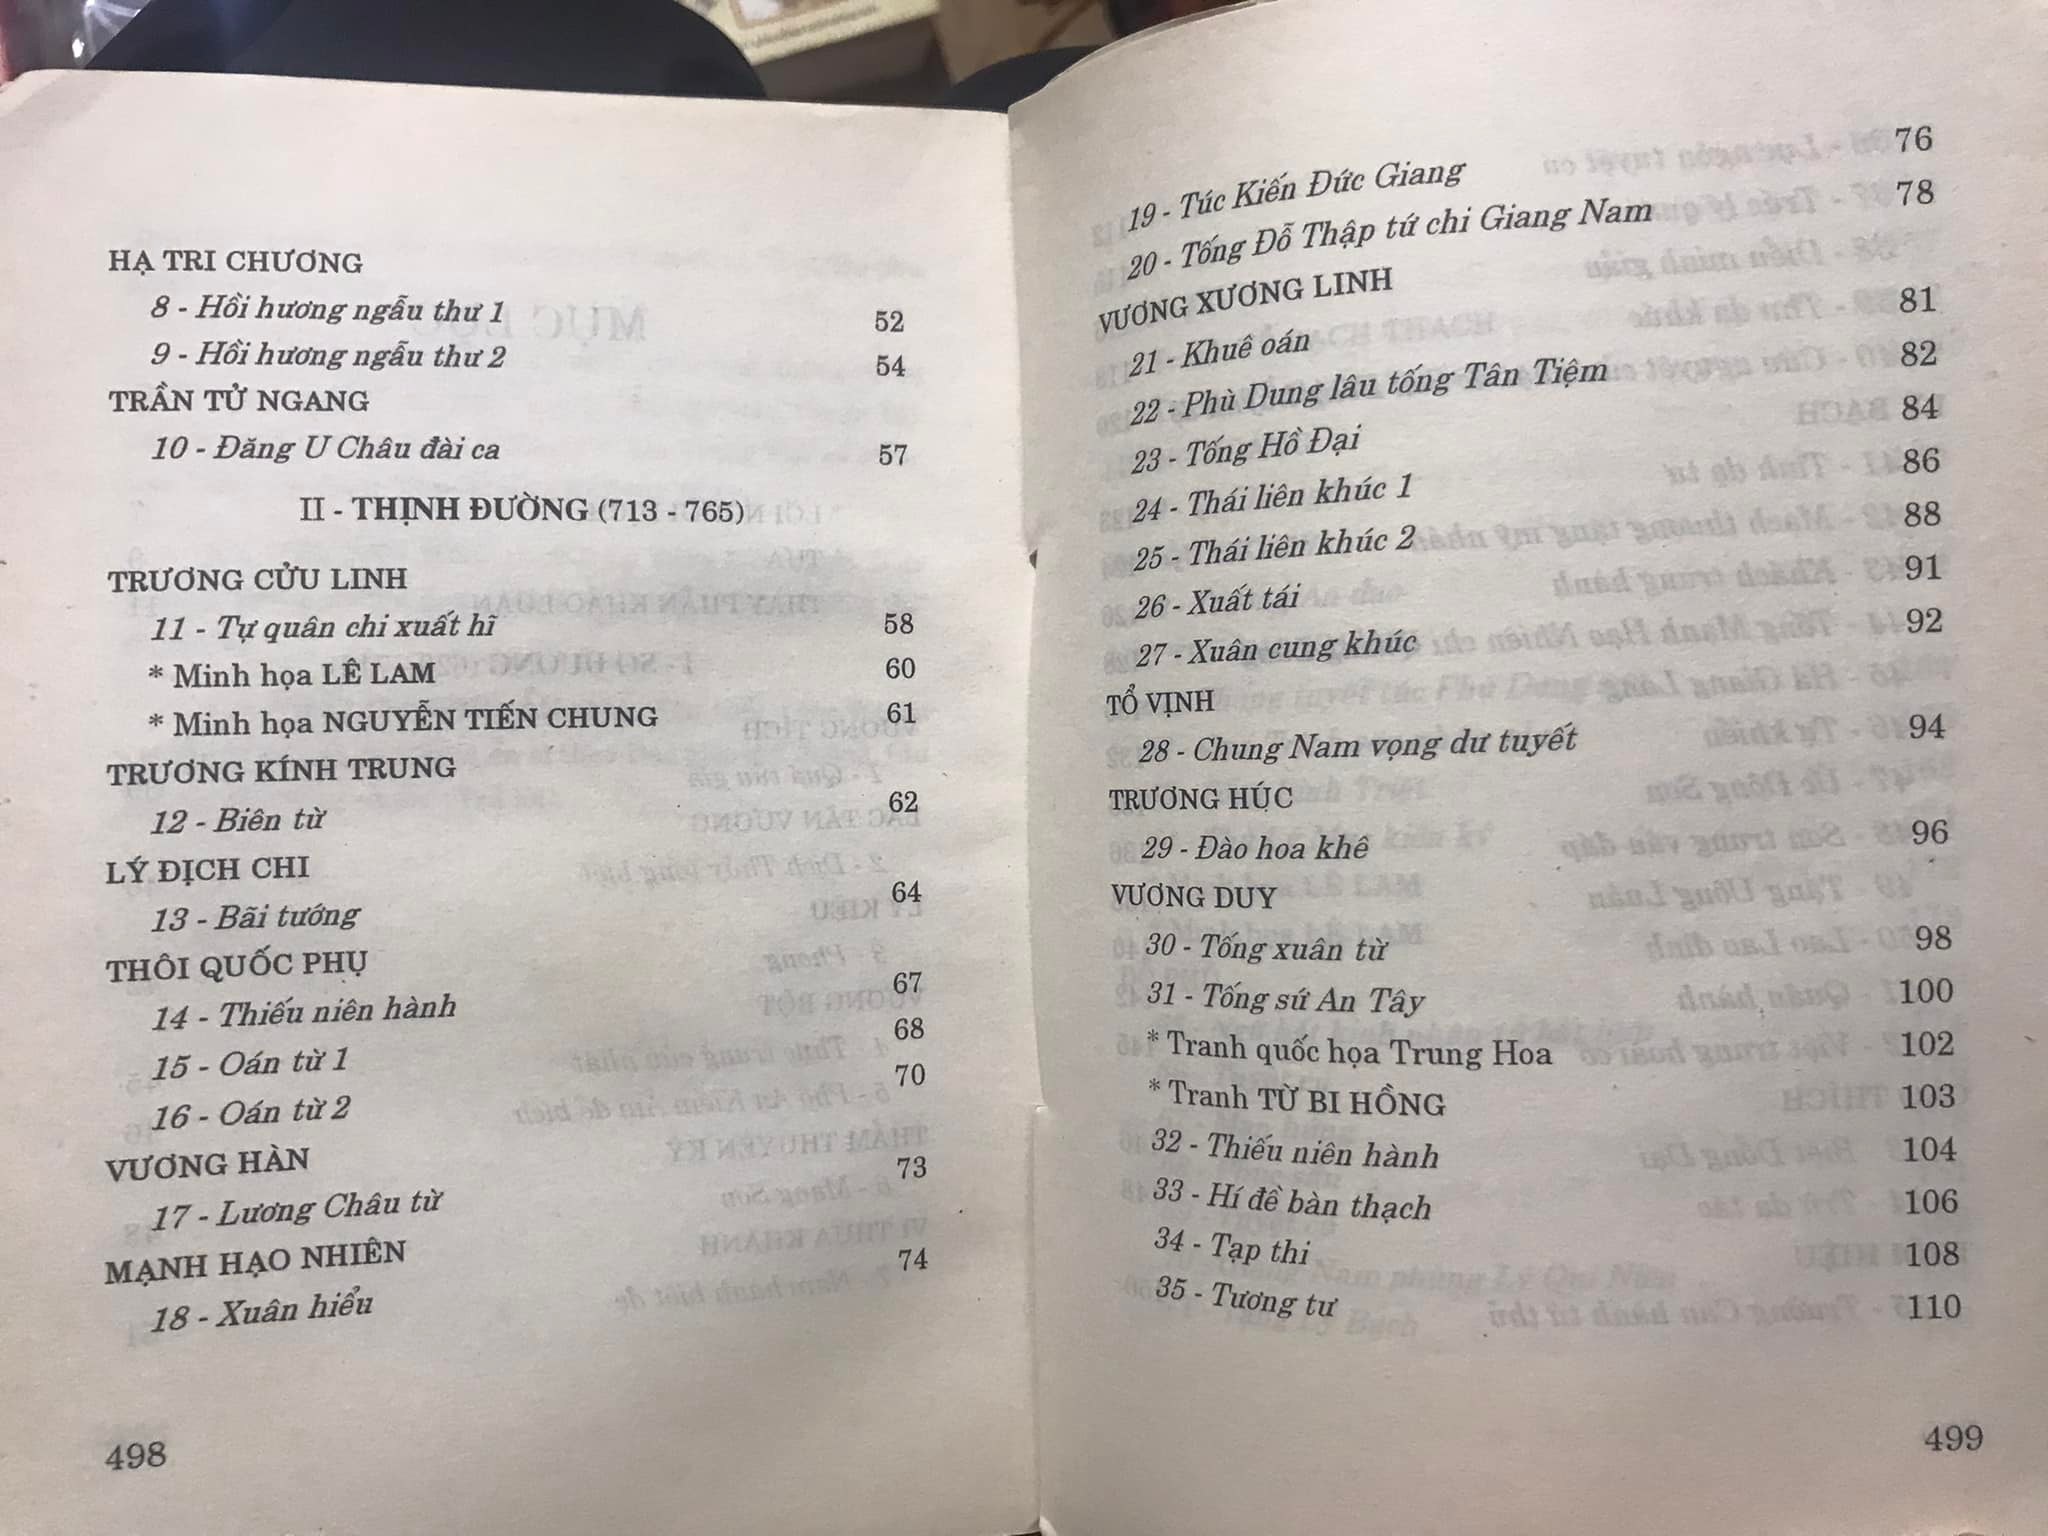 HẠ TRI CHƯƠNG
8 - Hồi hương ngẫu thư 1 52
9 - Hồi hương ngẫu thư 2 54
TRẦN TỬ NGANG
10 - Đăng U Châu đài ca 57
II - THỊNH ĐƯỜNG (713 - 765)
TRƯƠNG CỬU LINH
11 - Tự quân chi xuất hĩ 58
* Minh họa LÊ LAM 60
* Minh họa NGUYỄN TIẾN CHUNG 61
TRƯƠNG KÍNH TRUNG
12 - Biên từ 62
LÝ ĐỊCH CHI
13 - Bãi tướng 64
THÔI QUỐC PHỤ
14 - Thiếu niên hành 67
15 - Oán từ 1 68
16 - Oán từ 2 70
VƯƠNG HÀN
17 - Lương Châu từ 73
MẠNH HẠO NHIÊN
18 - Xuân hiểu 74
498
19 - Túc Kiến Đức Giang 76
20 - Tống Đỗ Thập tứ chi Giang Nam 78
VƯƠNG XƯƠNG LINH
21 - Khuê oán 81
22 - Phù Dung lâu tống Tân Tiệm 82
23 - Tống Hồ Đại 84
24 - Thái liên khúc 1 86
25 - Thái liên khúc 2 88
26 - Xuất tái 91
27 - Xuân cung khúc 92
TỔ VỊNH
28 - Chung Nam vọng dư tuyết 94
TRƯƠNG HÚC
29 - Đào hoa khê 96
VƯƠNG DUY
30 - Tống xuân từ 98
31 - Tống sứ An Tây 100
* Tranh quốc họa Trung Hoa 102
* Tranh TỪ BI HỒNG 103
32 - Thiếu niên hành 104
33 - Hí đề bàn thạch 106
34 - Tạp thi 108
35 - Tương tư 110
499